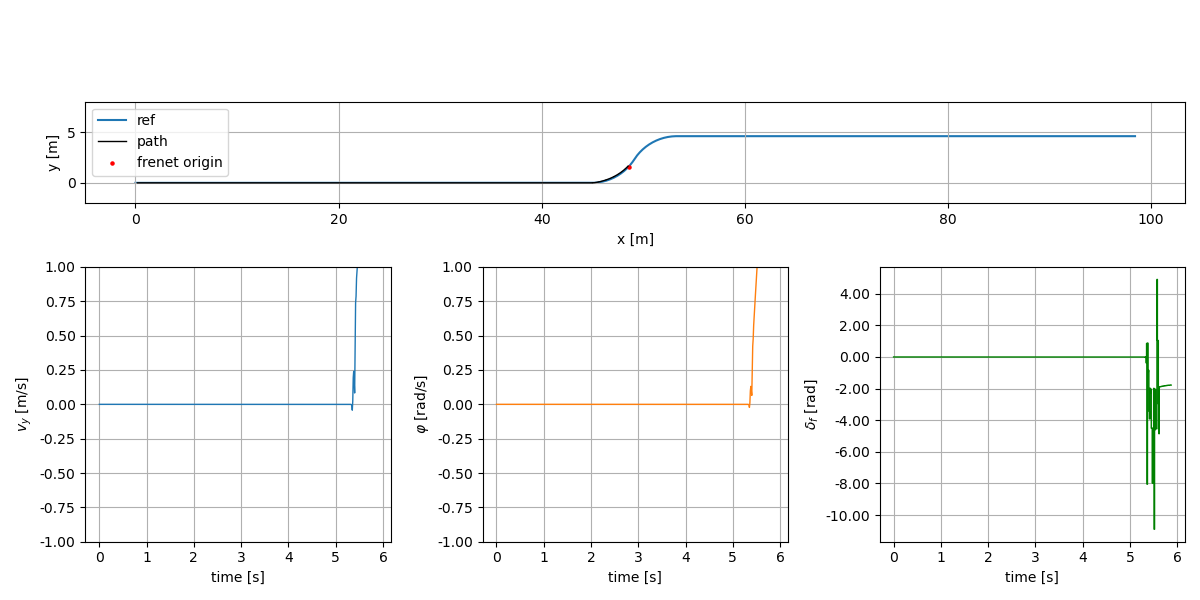 y [m]
5
0
ref
path
frenet origin
0 20 40 60 80 100
x [m]
v_y [m/s]
1.00
0.75
0.50
0.25
0.00
-0.25
-0.50
-0.75
-1.00
0 1 2 3 4 5 6
time [s]
φ [rad/s]
1.00
0.75
0.50
0.25
0.00
-0.25
-0.50
-0.75
-1.00
0 1 2 3 4 5 6
time [s]
δ_f [rad]
4.00
2.00
0.00
-2.00
-4.00
-6.00
-8.00
-10.00
0 1 2 3 4 5 6
time [s]